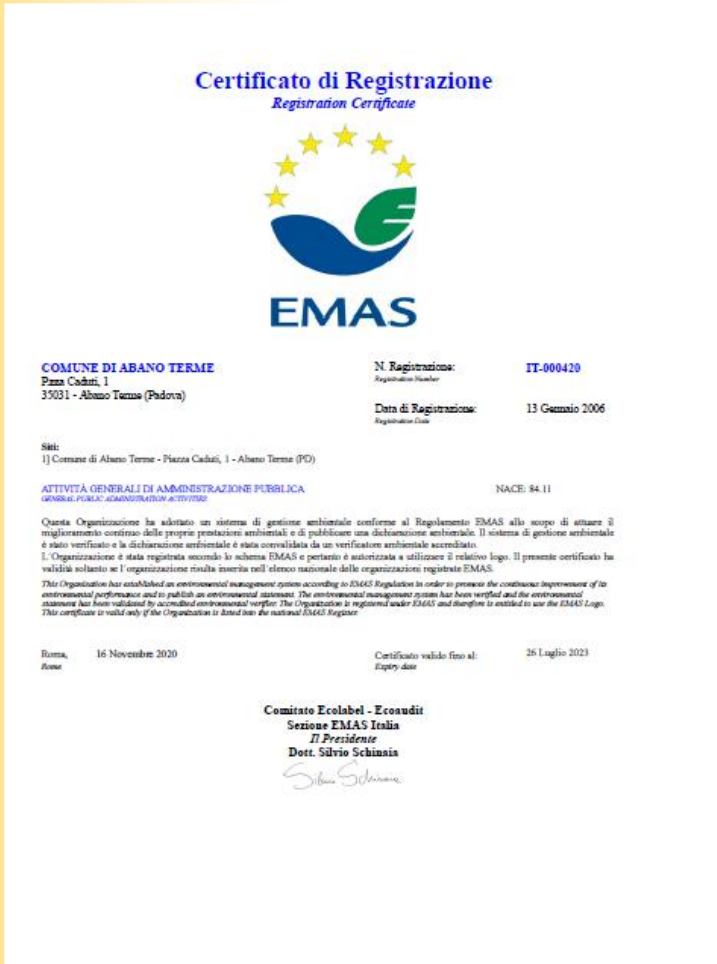 Certificato di Registrazione
Registration Certificate
EMAS
COMUNE DI ABANO TERME
P.zza Caduti, 1
35031 - Abano Terme (Padova)
N. Registrazione:
Registration Number
IT-000420
Data di Registrazione:
Registration Date
13 Gennaio 2006
Siti:
1] Comune di Abano Terme - Piazza Caduti, 1 - Abano Terme (PD)
ATTIVITÀ GENERALI DI AMMINISTRAZIONE PUBBLICA
GENERAL PUBLIC ADMINISTRATION ACTIVITIES
NACE: 84.11
Questa Organizzazione ha adottato un sistema di gestione ambientale conforme al Regolamento EMAS allo scopo di attuare il
miglioramento continuo delle proprie prestazioni ambientali e di pubblicare una dichiarazione ambientale. Il sistema di gestione ambientale
è stato verificato e la dichiarazione ambientale è stata convalidata da un verificatore ambientale accreditato.
L'Organizzazione è stata registrata secondo lo schema EMAS e pertanto è autorizzata a utilizzare il relativo logo. Il presente certificato ha
validità soltanto se l'organizzazione risulta inserita nell'elenco nazionale delle organizzazioni registrate EMAS.
This Organisation has established an environmental management system according to EMAS Regulation in order to promote the continuous improvement of its
environmental performance and to publish an environmental statement. The environmental management system has been verified and the environmental
statement has been validated by accredited environmental verifier. The Organization is registered under EMAS and therefore is entitled to use the EMAS Logo.
This certificate is valid only if the Organization is listed into the national EMAS Register
Roma,
Rome
16 Novembre 2020
Certificato valido fino al:
Expiry date
26 Luglio 2023
Comitato Ecolabel - Ecoaudit
Sezione EMAS Italia
Il Presidente
Dott. Silvio Schinaia
Silvio Schinaia